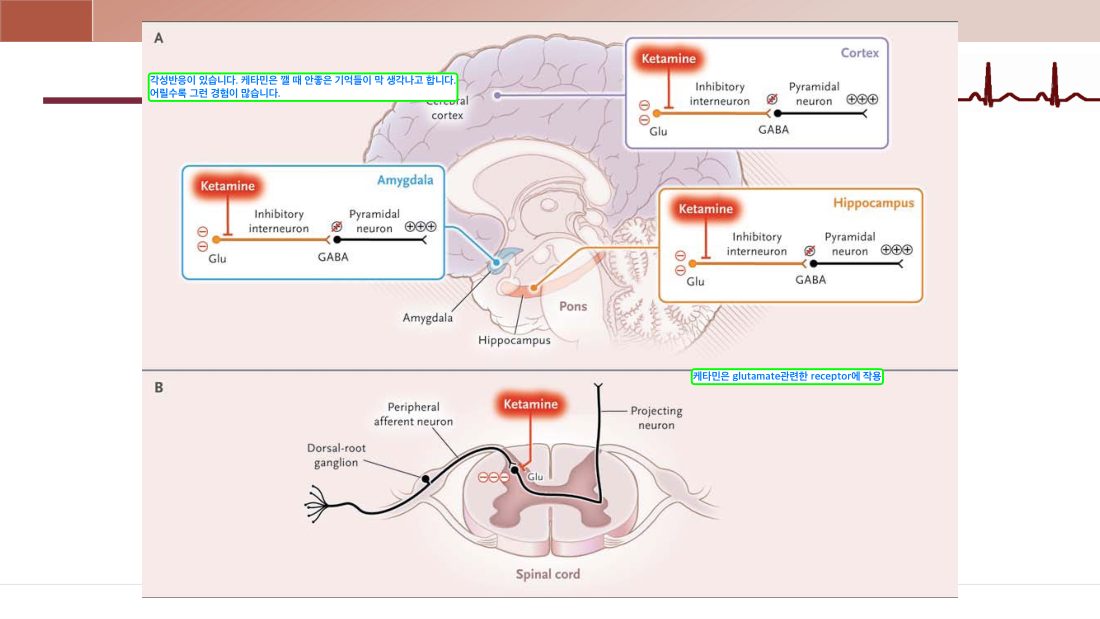 A
각성반응이 있습니다. 케타민은 깰 때 안좋은 기억들이 막 생각나고 합니다.
어릴수록 그런 경험이 많습니다.
Cerebral
cortex
Ketamine
Cortex
Inhibitory
interneuron
Pyramidal
neuron
Glu
GABA
Ketamine
Amygdala
Inhibitory
interneuron
Pyramidal
neuron
Glu
GABA
Ketamine
Hippocampus
Inhibitory
interneuron
Pyramidal
neuron
Glu
GABA
Amygdala
Hippocampus
Pons
B
케타민은 glutamate관련한 receptor에 작용
Peripheral
afferent neuron
Ketamine
Projecting
neuron
Dorsal-root
ganglion
Glu
Spinal cord